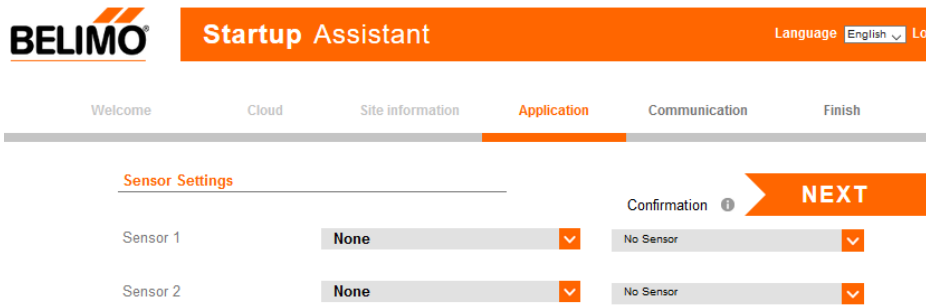 BELIMO®
Startup Assistant
Language English Lo
Welcome Cloud Site information Application Communication Finish
Sensor Settings
Confirmation i NEXT
Sensor 1 None No Sensor
Sensor 2 None No Sensor